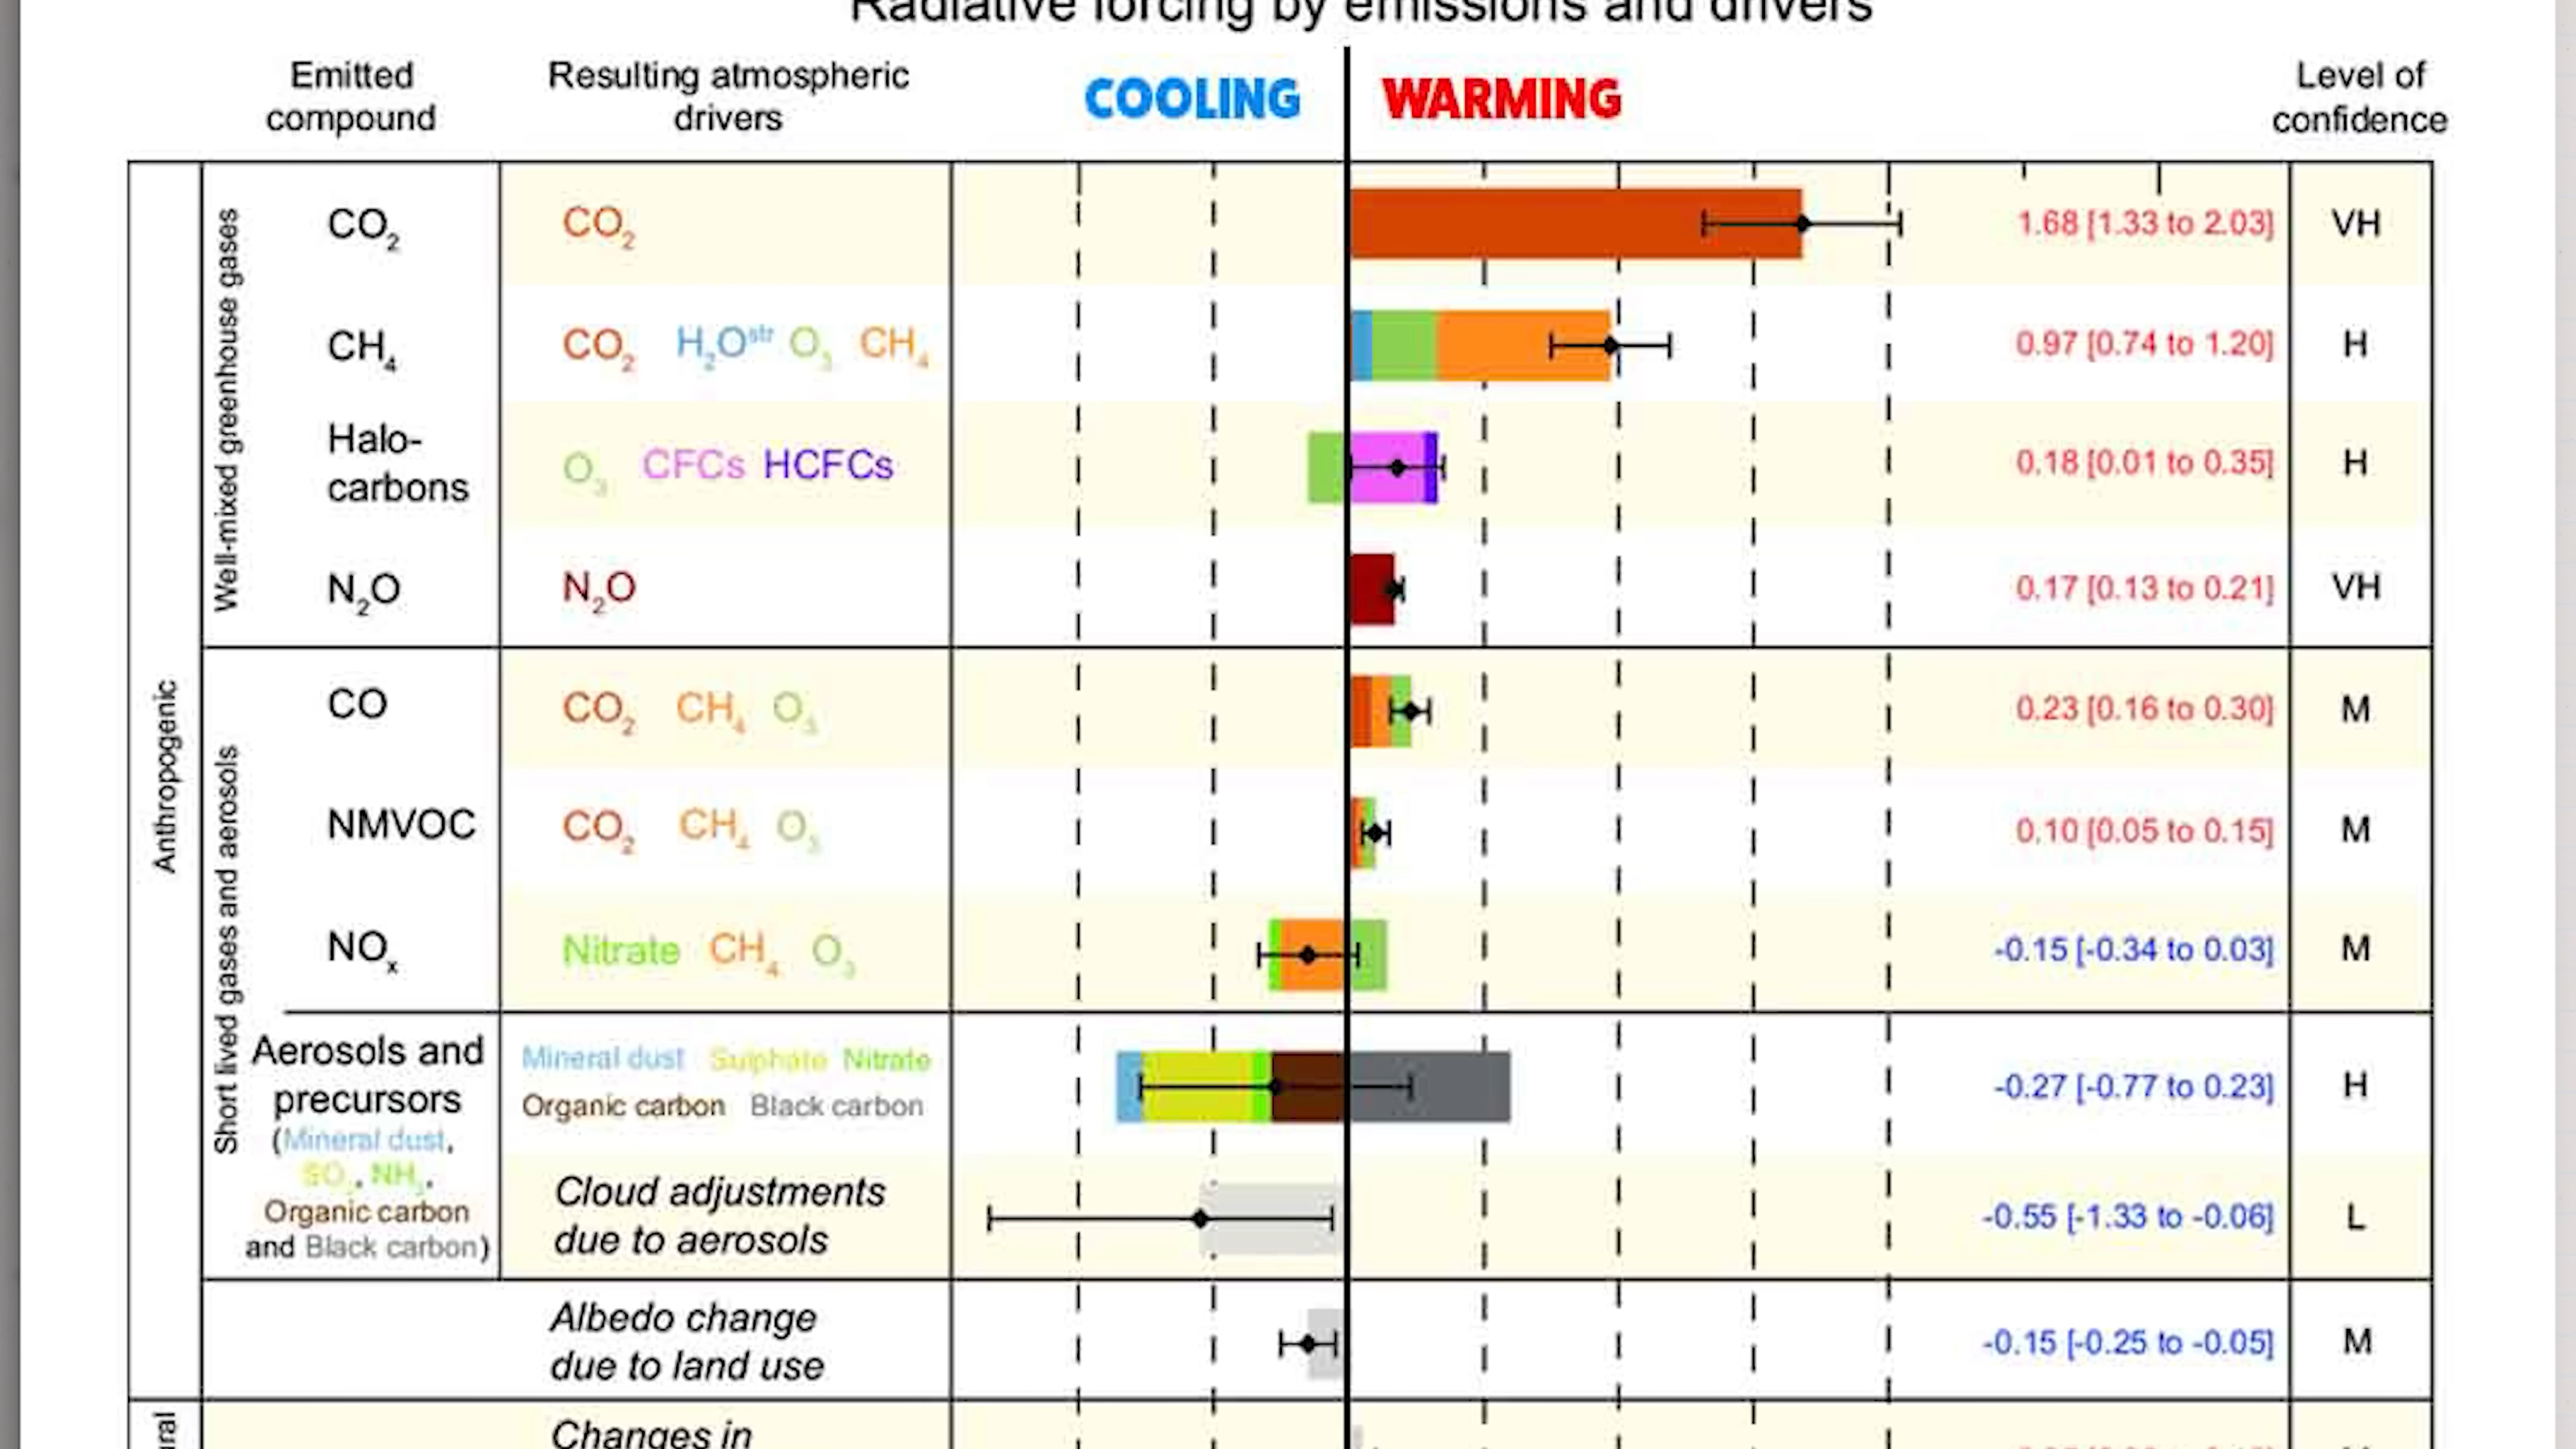 Radiative forcing by emissions and drivers
Emitted
compound
Resulting atmospheric
drivers
COOLING
WARMING
Level of
confidence
Anthropogenic
Well-mixed greenhouse gases
CO₂
CO₂
1.68 [1.33 to 2.03]
VH
CH₄
CO₂ H₂Oˢᵗʳ O₃ CH₄
0.97 [0.74 to 1.20]
H
Halo-
carbons
O₃ CFCs HCFCs
0.18 [0.01 to 0.35]
H
N₂O
N₂O
0.17 [0.13 to 0.21]
VH
Short lived gases and aerosols
CO
CO₂ CH₄ O₃
0.23 [0.16 to 0.30]
M
NMVOC
CO₂ CH₄ O₃
0.10 [0.05 to 0.15]
M
NOₓ
Nitrate CH₄ O₃
-0.15 [-0.34 to 0.03]
M
Aerosols and
precursors
(Mineral dust,
SO₂, NH₃,
Organic carbon
and Black carbon)
Mineral dust Sulphate Nitrate
Organic carbon Black carbon
-0.27 [-0.77 to 0.23]
H
Cloud adjustments
due to aerosols
-0.55 [-1.33 to -0.06]
L
Albedo change
due to land use
-0.15 [-0.25 to -0.05]
M
Changes in